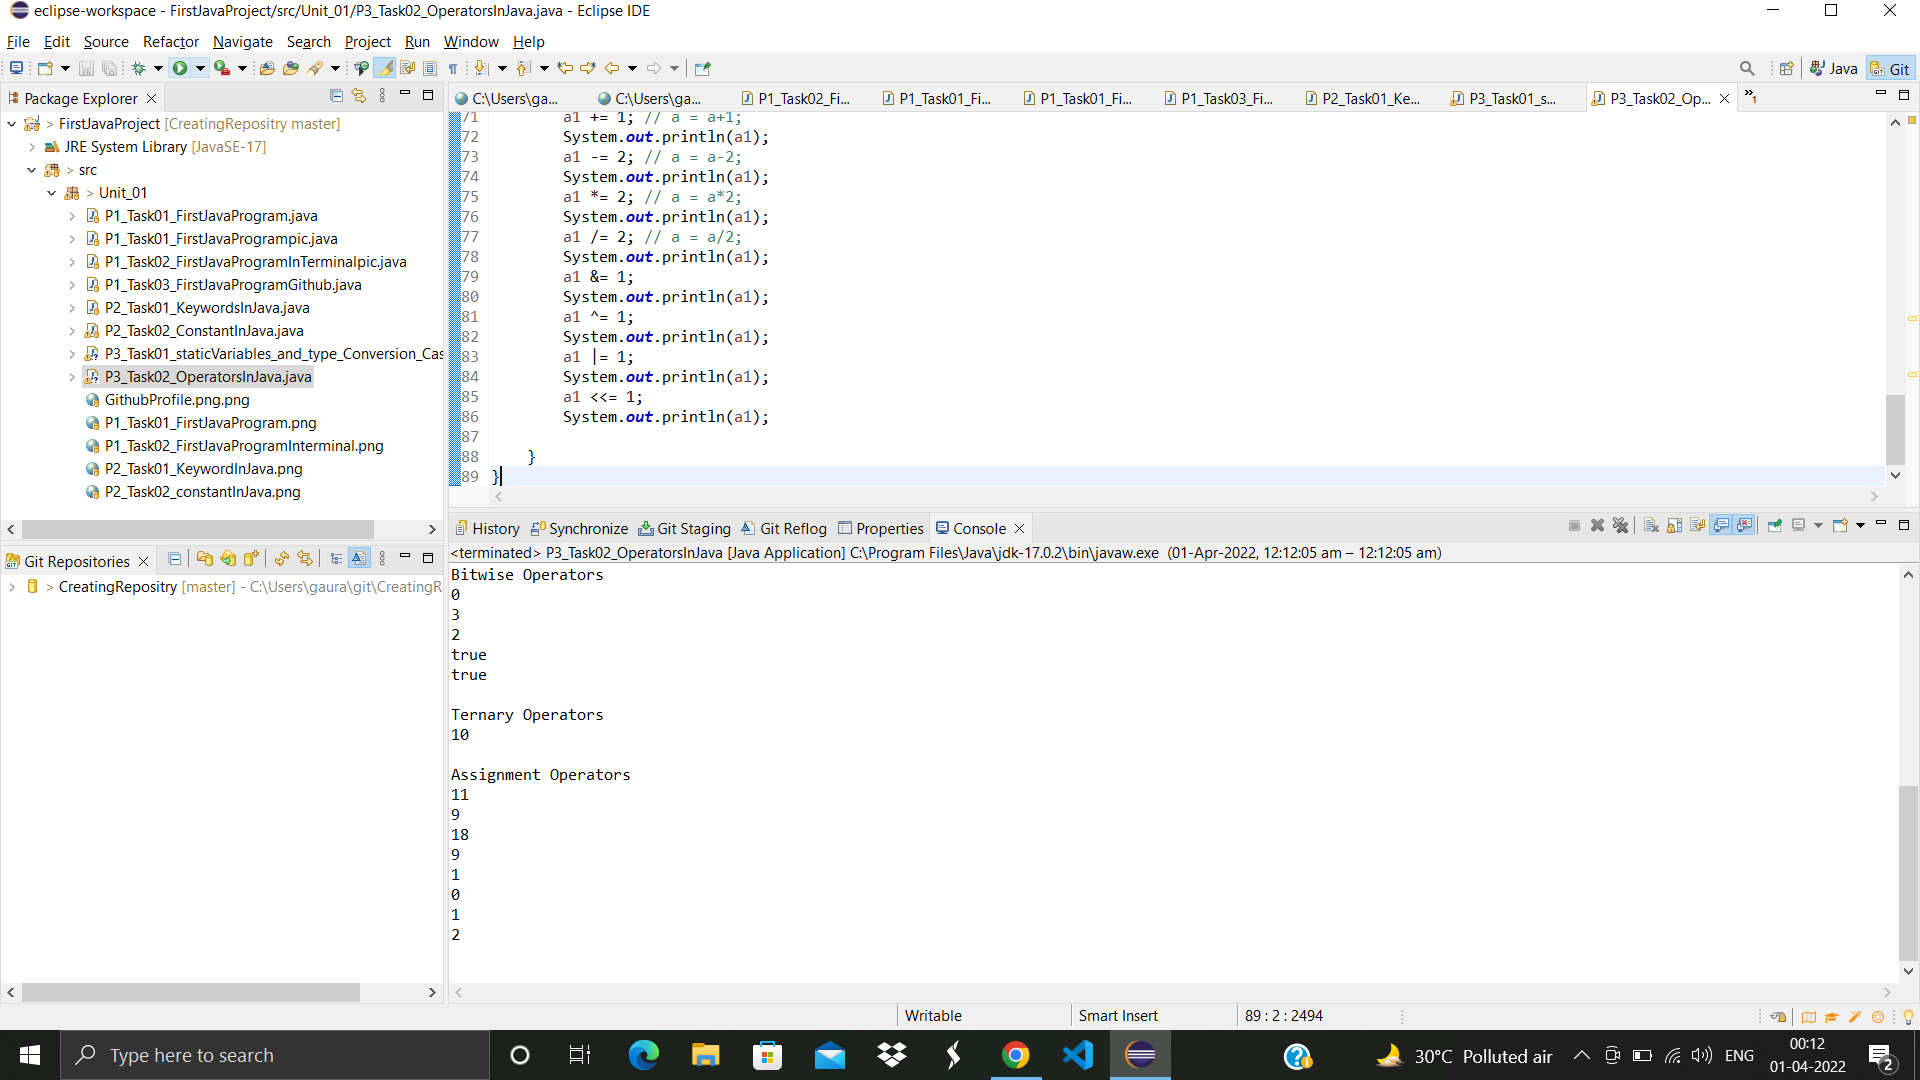 eclipse-workspace - FirstJavaProject/src/Unit_01/P3_Task02_OperatorsInJava.java - Eclipse IDE
File Edit Source Refactor Navigate Search Project Run Window Help
Java Git
Package Explorer
> FirstJavaProject [CreatingRepositry master]
JRE System Library [JavaSE-17]
> src
> Unit_01
P1_Task01_FirstJavaProgram.java
P1_Task01_FirstJavaProgrampic.java
P1_Task02_FirstJavaProgramInTerminalpic.java
P1_Task03_FirstJavaProgramGithub.java
P2_Task01_KeywordsInJava.java
P2_Task02_ConstantInJava.java
P3_Task01_staticVariables_and_type_Conversion_Cas
P3_Task02_OperatorsInJava.java
GithubProfile.png.png
P1_Task01_FirstJavaProgram.png
P1_Task02_FirstJavaProgramInterminal.png
P2_Task01_KeywordInJava.png
P2_Task02_constantInJava.png
Git Repositories
> CreatingRepositry [master] - C:\Users\gaura\git\CreatingR
C:\Users\ga... C:\Users\ga... P1_Task02_Fi... P1_Task01_Fi... P1_Task01_Fi... P1_Task03_Fi... P2_Task01_Ke... P3_Task01_s... P3_Task02_Op... »1
71 a1 += 1; // a = a+1;
72 System.out.println(a1);
73 a1 -= 2; // a = a-2;
74 System.out.println(a1);
75 a1 *= 2; // a = a*2;
76 System.out.println(a1);
77 a1 /= 2; // a = a/2;
78 System.out.println(a1);
79 a1 &= 1;
80 System.out.println(a1);
81 a1 ^= 1;
82 System.out.println(a1);
83 a1 |= 1;
84 System.out.println(a1);
85 a1 <<= 1;
86 System.out.println(a1);
87
88 }
89 }
History Synchronize Git Staging Git Reflog Properties Console
<terminated> P3_Task02_OperatorsInJava [Java Application] C:\Program Files\Java\jdk-17.0.2\bin\javaw.exe (01-Apr-2022, 12:12:05 am – 12:12:05 am)
Bitwise Operators
0
3
2
true
true
Ternary Operators
10
Assignment Operators
11
9
18
9
1
0
1
2
Writable Smart Insert 89 : 2 : 2494
Type here to search
30°C Polluted air ENG
00:12
01-04-2022
2